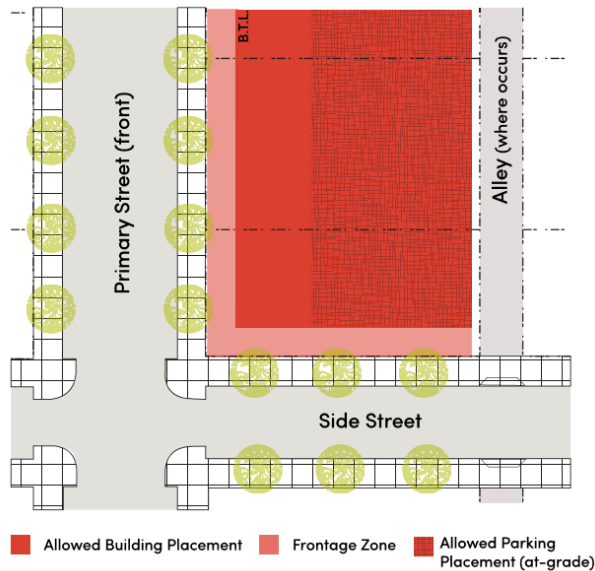 B.T.L.
Primary Street (front)
Alley (where occurs)
Side Street
Allowed Building Placement
Frontage Zone
Allowed Parking
Placement (at-grade)